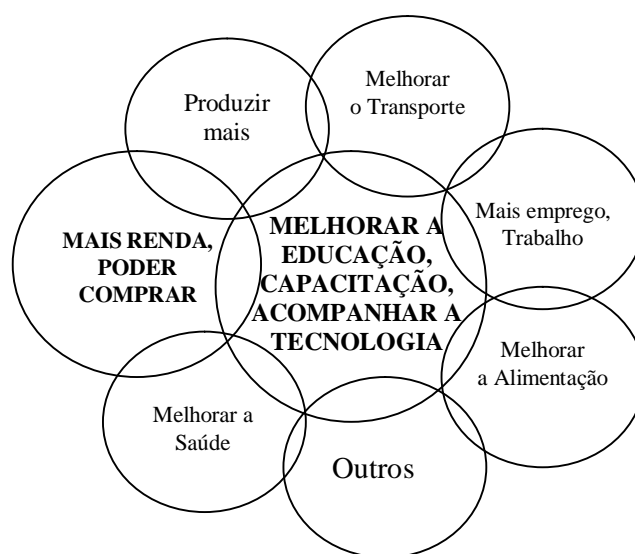 Produzir
mais
Melhorar
o Transporte
Mais emprego,
Trabalho
MAIS RENDA,
PODER
COMPRAR
MELHORAR A
EDUCAÇÃO,
CAPACITAÇÃO,
ACOMPANHAR A
TECNOLOGIA
Melhorar
a Alimentação
Melhorar a
Saúde
Outros